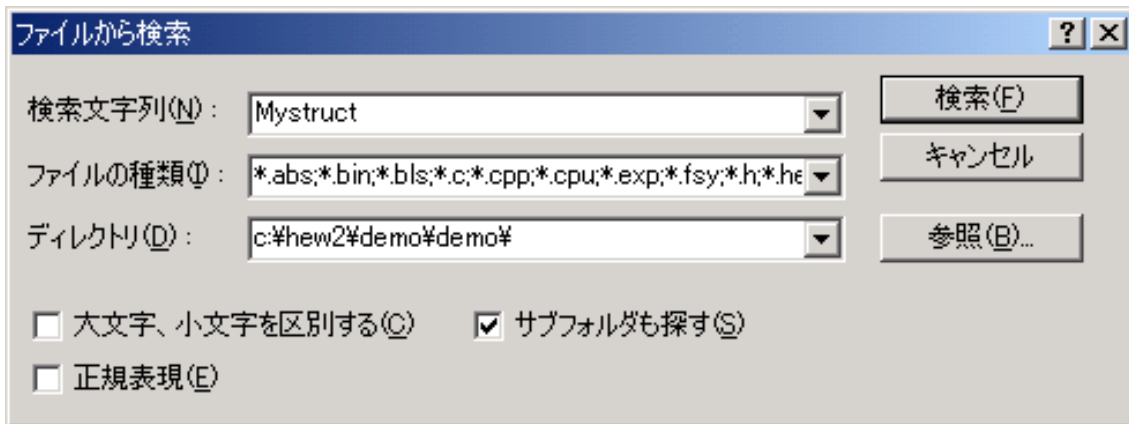 ファイルから検索
検索文字列(N) : Mystruct 検索(F)
キャンセル
ファイルの種類(I) : *.abs;*.bin;*.bls;*.c;*.cpp;*.cpu;*.exp;*.fsy;*.h;*.he
ディレクトリ(D) : c:¥hew2¥demo¥demo¥ 参照(B)...
大文字、小文字を区別する(C) サブフォルダも探す(S)
正規表現(E)